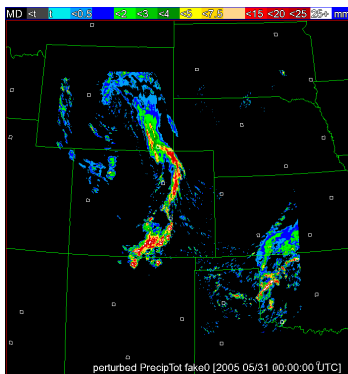 MD <t 1 <0.5 <2 <3 <4 <5 <7.5 <15 <20 <25 25+ mm
perturbed PrecipTot fake0 [2005 05/31 00:00:00 UTC]